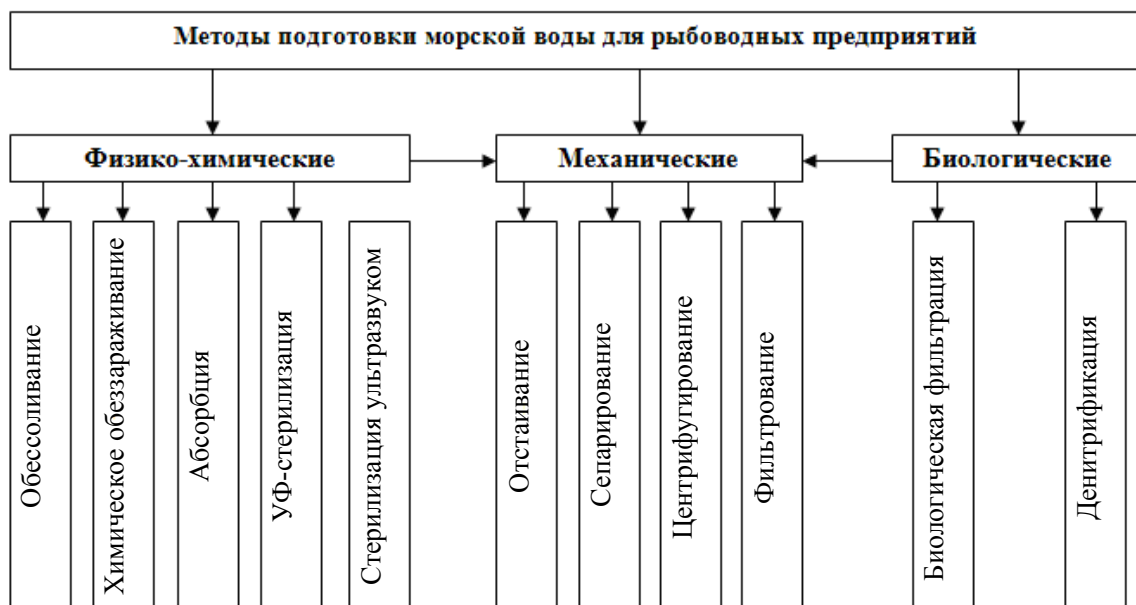 Методы подготовки морской воды для рыбоводных предприятий
Физико-химические
Механические
Биологические
Обессоливание
Химическое обеззараживание
Абсорбция
УФ-стерилизация
Стерилизация ультразвуком
Отстаивание
Сепарирование
Центрифугирование
Фильтрование
Биологическая фильтрация
Денитрификация